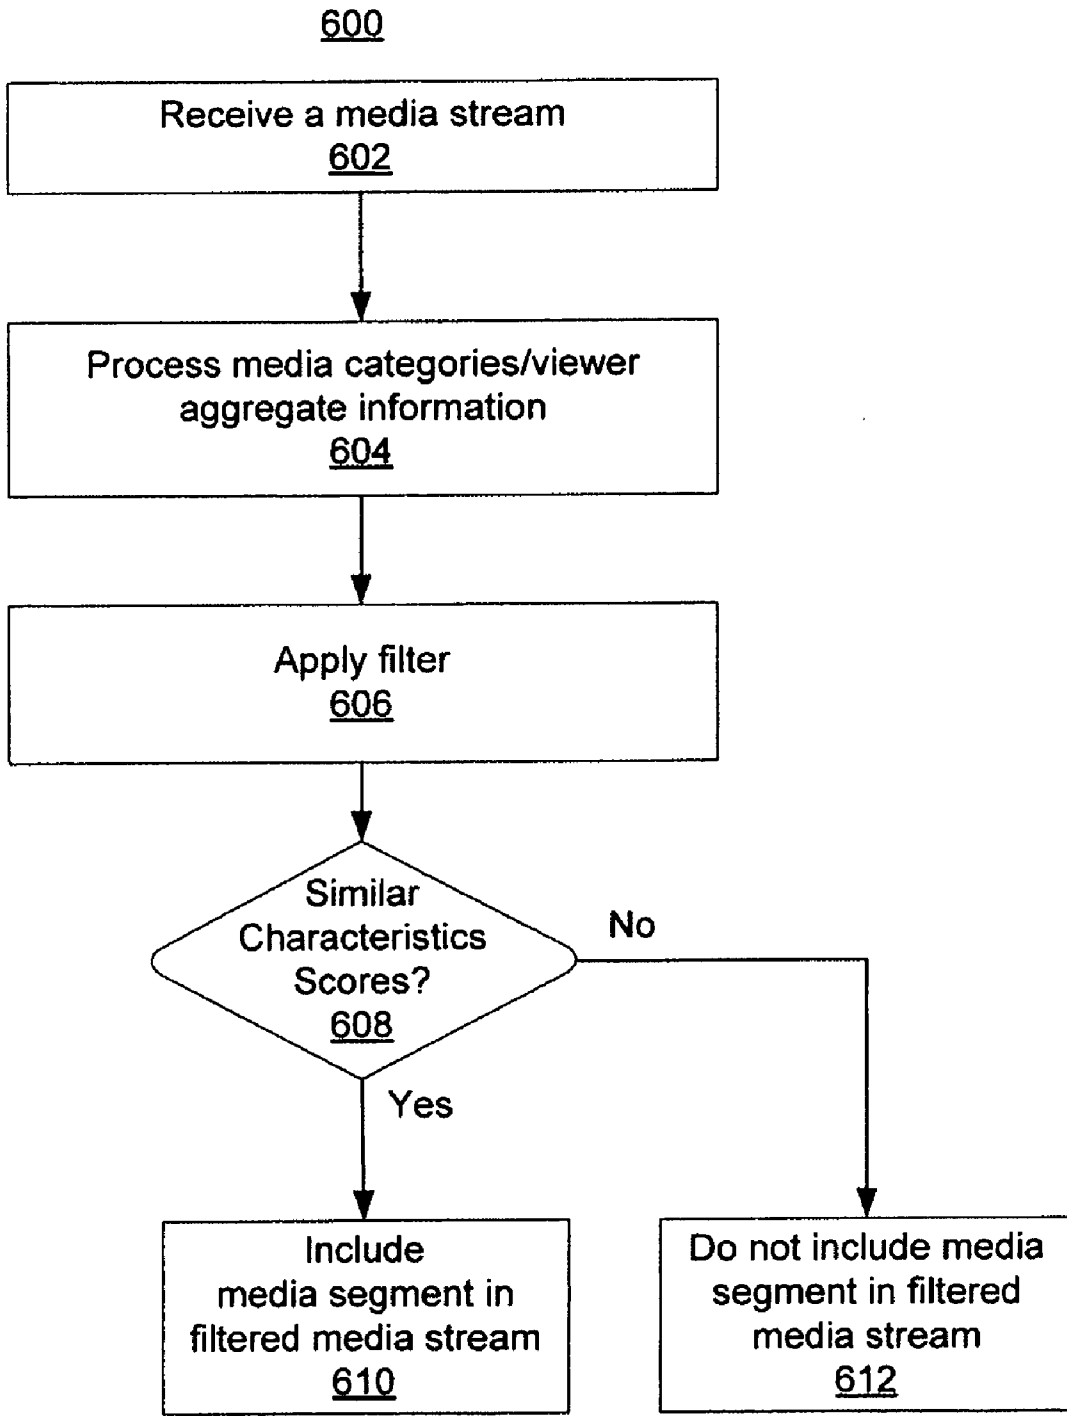 600
Receive a media stream
602
Process media categories/viewer
aggregate information
604
Apply filter
606
Similar
Characteristics
Scores?
608
No
Yes
Include
media segment in
filtered media stream
610
Do not include media
segment in filtered
media stream
612